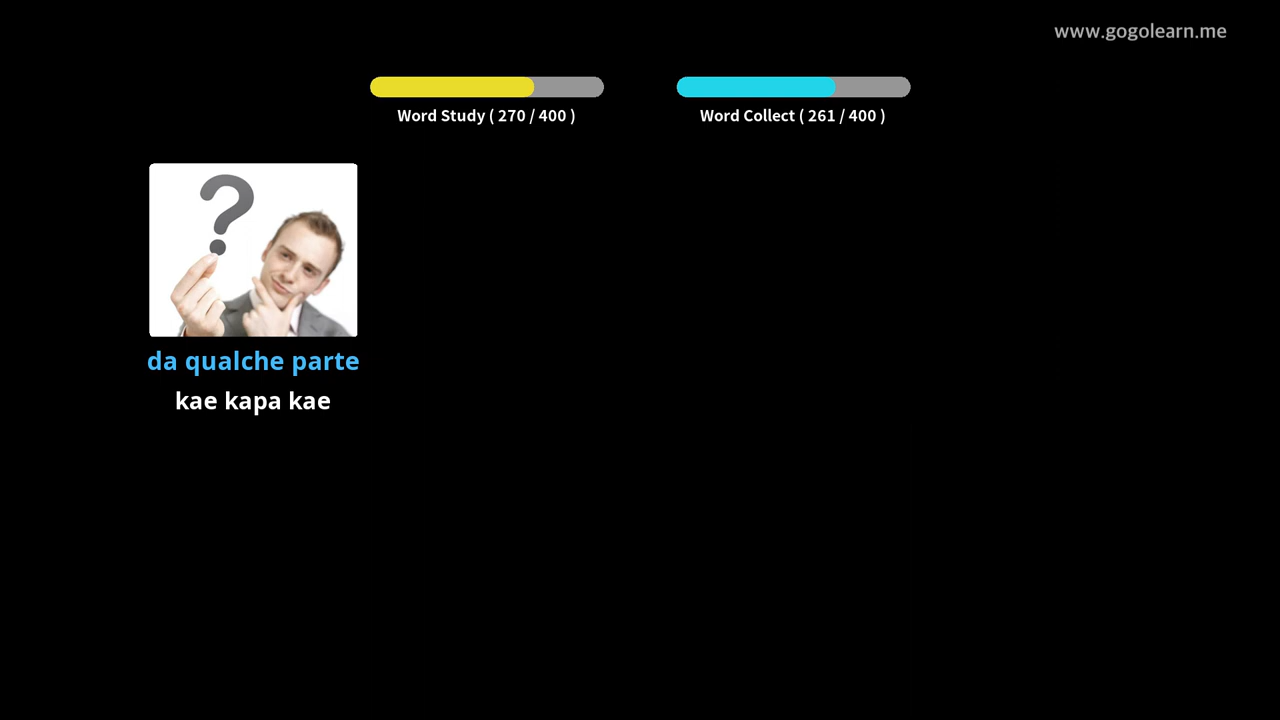 www.gogolearn.me
Word Study ( 270 / 400 )
Word Collect ( 261 / 400 )
da qualche parte
kae kapa kae